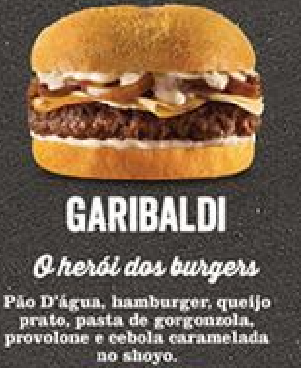 GARIBALDI
O herói dos burgers
Pão D'água, hamburger, queijo
prato, pasta de gorgonzola,
provolone e cebola caramelada
no shoyo.